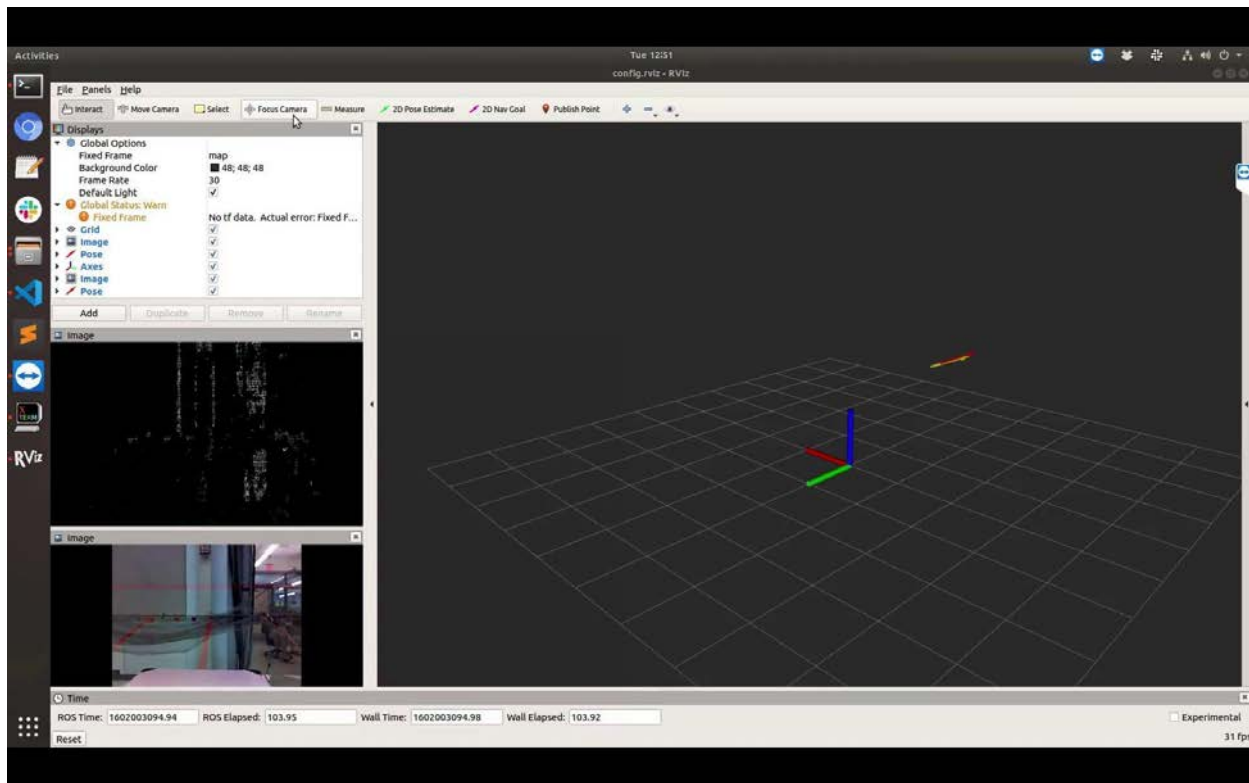 Activities
Tue 12:51
config.rviz - RViz
File Panels Help
Interact Move Camera Select Focus Camera Measure 2D Pose Estimate 2D Nav Goal Publish Point
Displays
Global Options
Fixed Frame map
Background Color 48; 48; 48
Frame Rate 30
Default Light
Global Status: Warn
Fixed Frame No tf data. Actual error: Fixed F...
Grid
Image
Pose
Axes
Image
Pose
Add Duplicate Remove Rename
Image
Image
RViz
Time
ROS Time: 1602003094.94 ROS Elapsed: 103.95 Wall Time: 1602003094.98 Wall Elapsed: 103.92 Experimental
Reset 31 fps